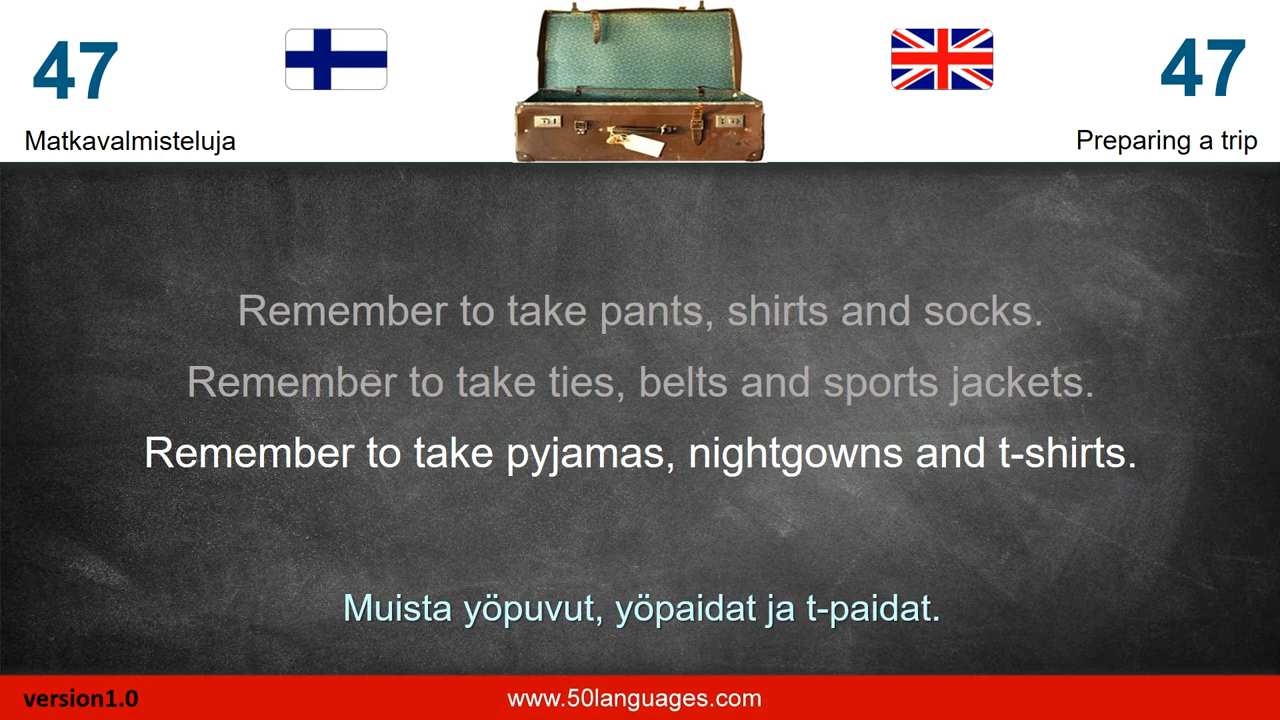 47
47
Matkavalmisteluja
Preparing a trip
Remember to take pants, shirts and socks.
Remember to take ties, belts and sports jackets.
Remember to take pyjamas, nightgowns and t-shirts.
Muista yöpuvut, yöpaidat ja t-paidat.
version1.0
www.50languages.com